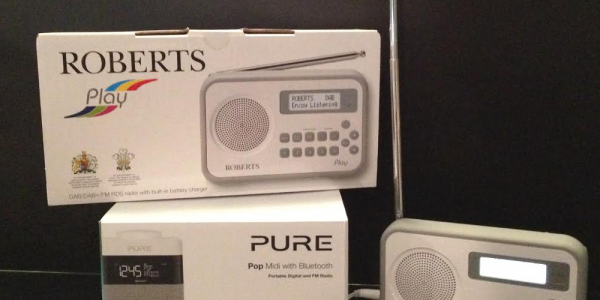 ROBERTS
Play
ROBERTS DAB
Enjoy Listening
ROBERTS
Play
DAB/DAB+/FM RDS radio with built-in battery charger
PURE
PURE
Pop Midi with Bluetooth
Portable Digital and FM Radio
12:45